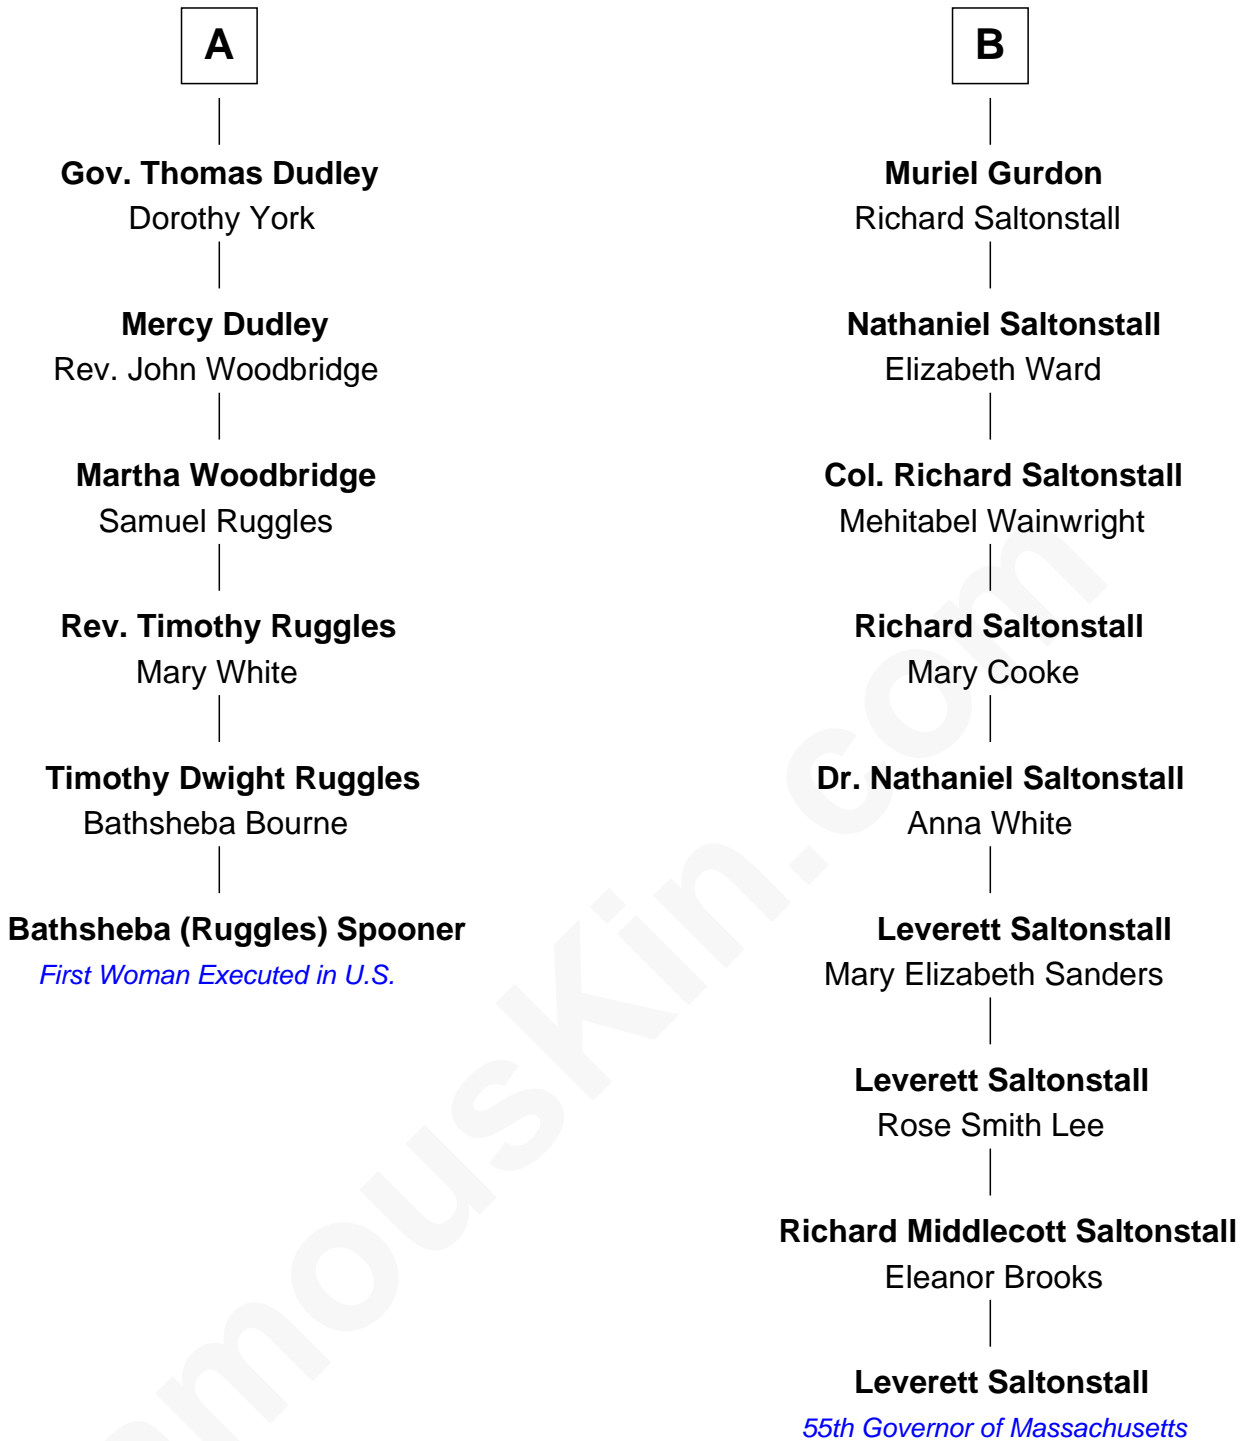 A
Gov. Thomas Dudley
Dorothy York
Mercy Dudley
Rev. John Woodbridge
Martha Woodbridge
Samuel Ruggles
Rev. Timothy Ruggles
Mary White
Timothy Dwight Ruggles
Bathsheba Bourne
Bathsheba (Ruggles) Spooner
First Woman Executed in U.S.
B
Muriel Gurdon
Richard Saltonstall
Nathaniel Saltonstall
Elizabeth Ward
Col. Richard Saltonstall
Mehitabel Wainwright
Richard Saltonstall
Mary Cooke
Dr. Nathaniel Saltonstall
Anna White
Leverett Saltonstall
Mary Elizabeth Sanders
Leverett Saltonstall
Rose Smith Lee
Richard Middlecott Saltonstall
Eleanor Brooks
Leverett Saltonstall
55th Governor of Massachusetts
amouskin.com